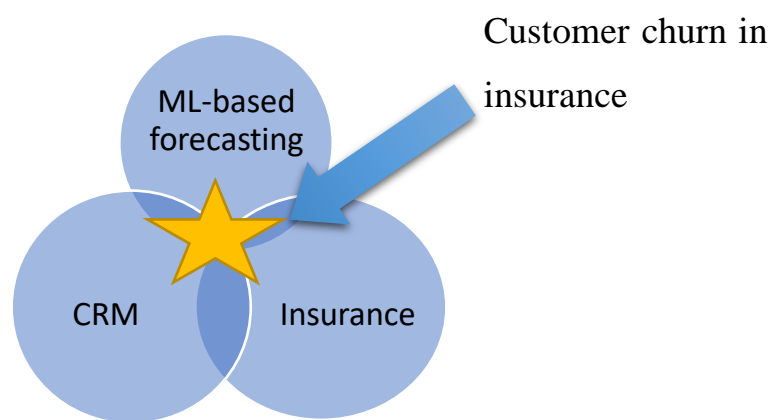 Customer churn in
insurance
ML-based
forecasting
CRM
Insurance